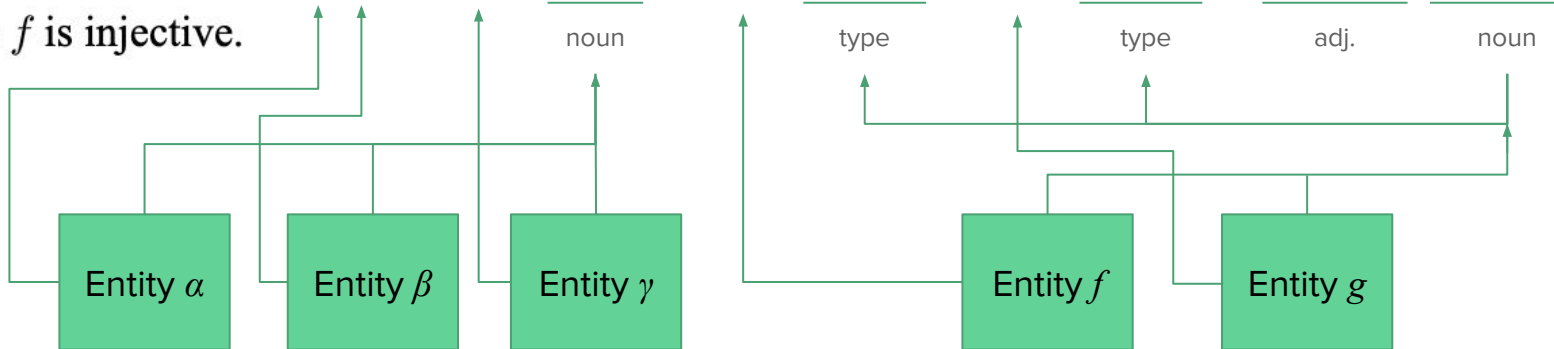 f is injective.
noun type type adj. noun
Entity α Entity β Entity γ Entity f Entity g